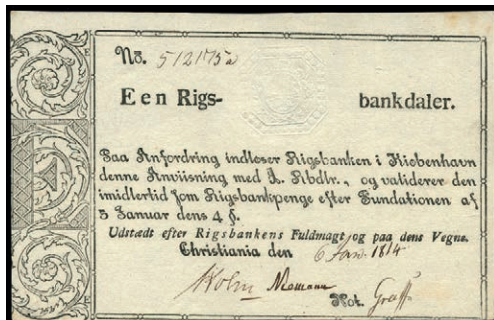 No. 512175a
Een Rigs- bankdaler.
Paa Anfordring indløser Rigsbanken i Kiøbenhavn
denne Anviisning med 1. Rbdlr., og validerer den
imidlertid som Rigsbankpenge efter Fundationen af
5 Januar dens 4 §.
Udstædt efter Rigsbankens Fuldmagt og paa dens Vegne.
Christiania den 6 Jan. 1814
Holm
Not.